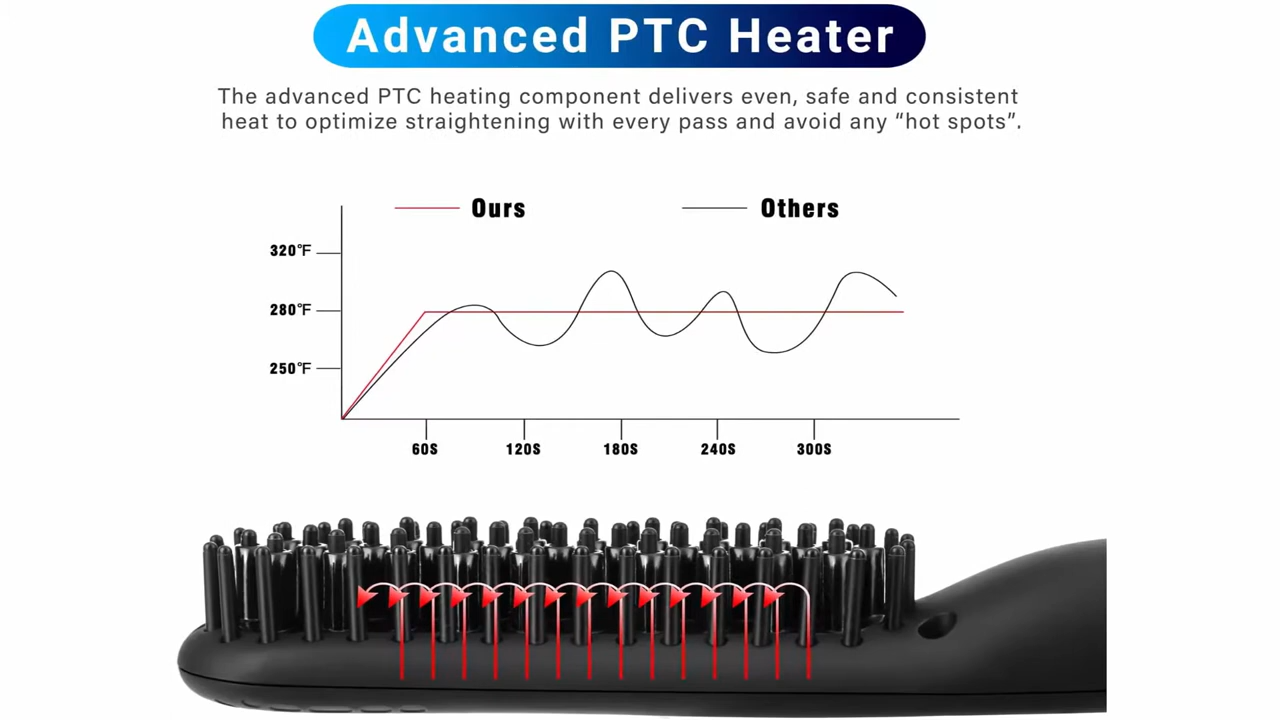 Advanced PTC Heater
The advanced PTC heating component delivers even, safe and consistent
heat to optimize straightening with every pass and avoid any “hot spots”.
Ours
Others
320°F
280°F
250°F
60S
120S
180S
240S
300S